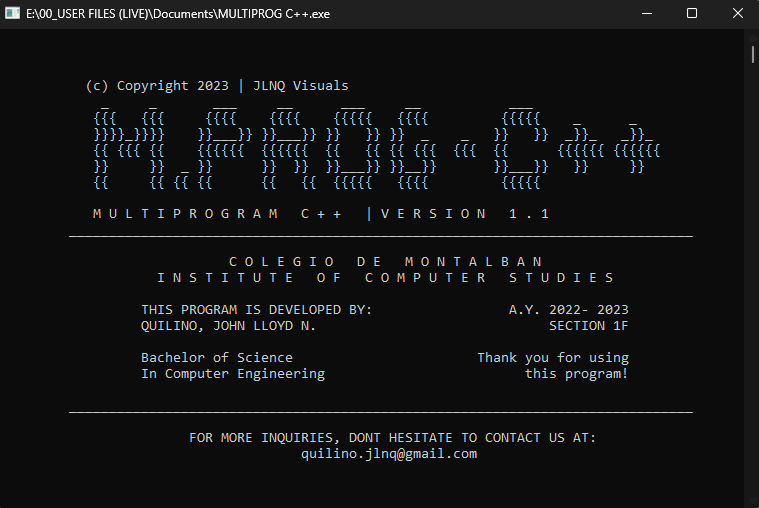 E:\00_USER FILES (LIVE)\Documents\MULTIPROG C++.exe
(c) Copyright 2023 | JLNQ Visuals
M.PROG-C++
M U L T I P R O G R A M   C + +   | V E R S I O N   1 . 1
C O L E G I O   D E   M O N T A L B A N
I N S T I T U T E   O F   C O M P U T E R   S T U D I E S
THIS PROGRAM IS DEVELOPED BY: A.Y. 2022- 2023
QUILINO, JOHN LLOYD N. SECTION 1F
Bachelor of Science Thank you for using
In Computer Engineering this program!
FOR MORE INQUIRIES, DONT HESITATE TO CONTACT US AT:
quilino.jlnq@gmail.com